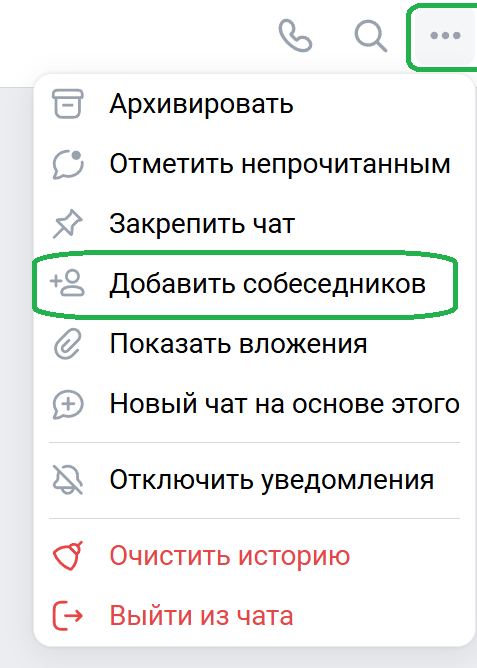 Архивировать
Отметить непрочитанным
Закрепить чат
Добавить собеседников
Показать вложения
Новый чат на основе этого
Отключить уведомления
Очистить историю
Выйти из чата